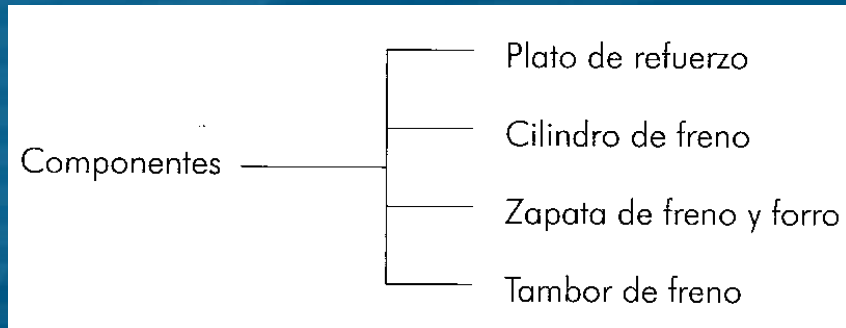 Componentes
Plato de refuerzo
Cilindro de freno
Zapata de freno y forro
Tambor de freno